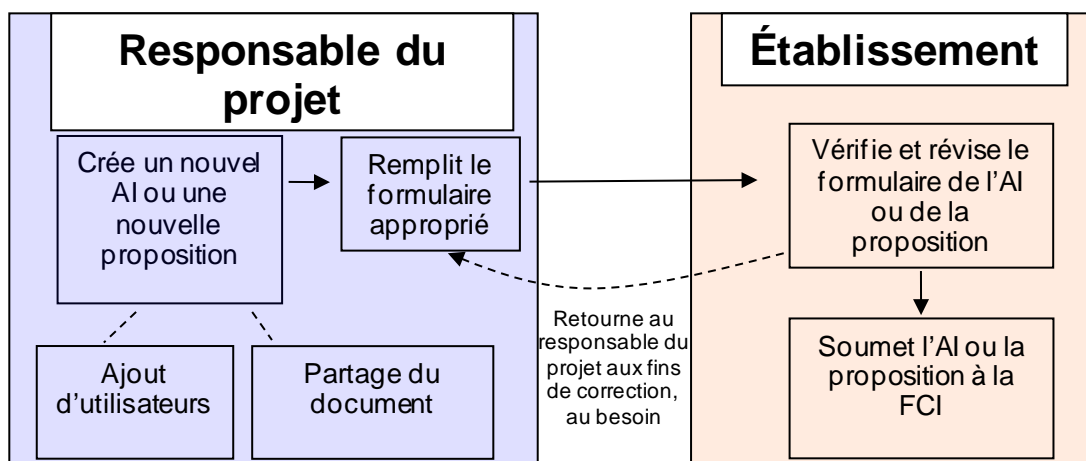 Responsable du
projet
Établissement
Crée un nouvel
AI ou une
nouvelle
proposition
Remplit le
formulaire
approprié
Vérifie et révise le
formulaire de l'AI
ou de la
proposition
Retourne au
responsable du
projet aux fins
de correction,
au besoin
Ajout
d'utilisateurs
Partage du
document
Soumet l'AI ou la
proposition à la
FCI